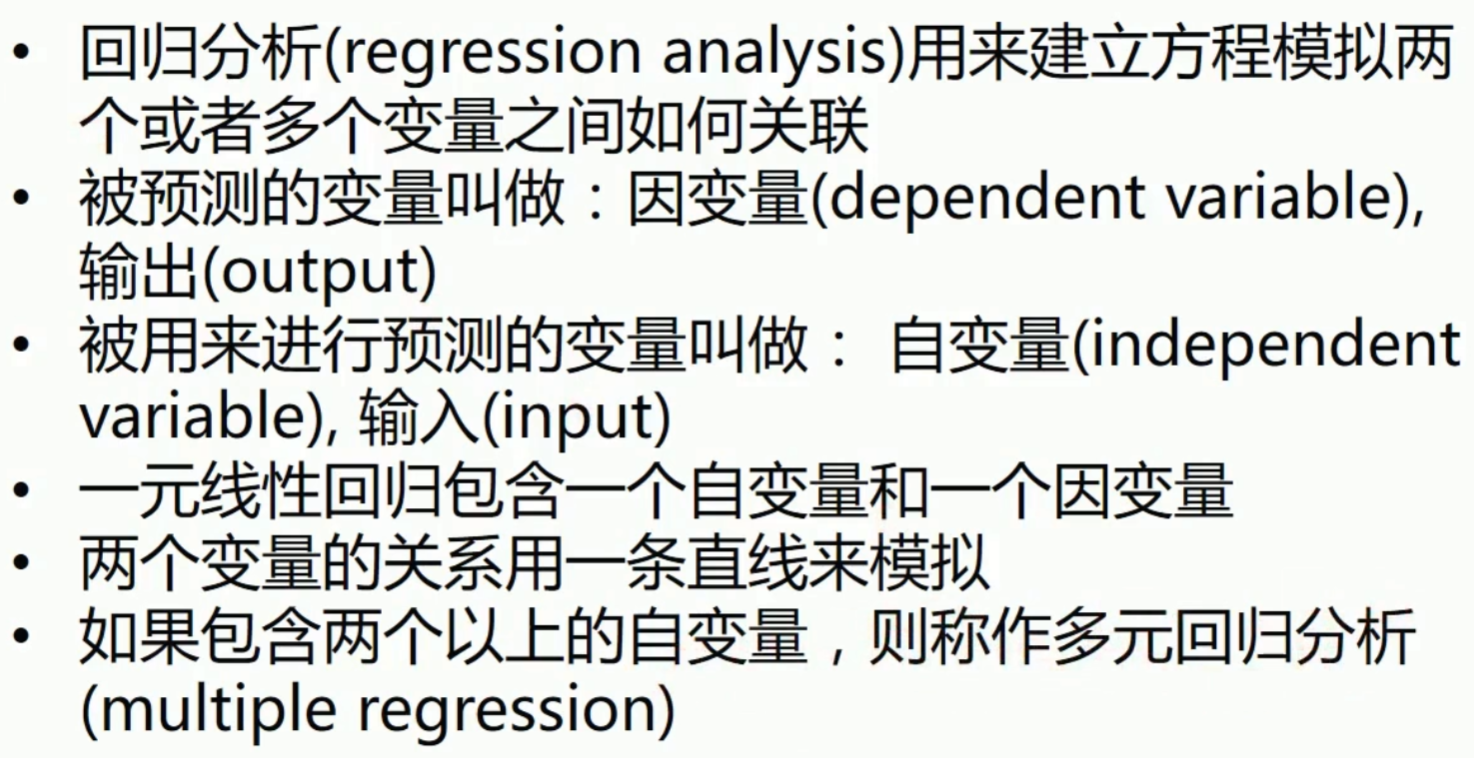 • 回归分析(regression analysis)用来建立方程模拟两
个或者多个变量之间如何关联
• 被预测的变量叫做：因变量(dependent variable),
输出(output)
• 被用来进行预测的变量叫做： 自变量(independent
variable), 输入(input)
• 一元线性回归包含一个自变量和一个因变量
• 两个变量的关系用一条直线来模拟
• 如果包含两个以上的自变量，则称作多元回归分析
(multiple regression)